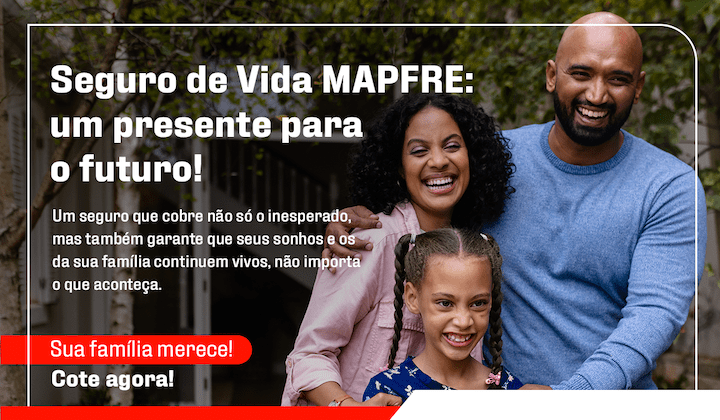 Seguro de Vida MAPFRE:
um presente para
o futuro!
Um seguro que cobre não só o inesperado,
mas também garante que seus sonhos e os
da sua família continuem vivos, não importa
o que aconteça.
Sua família merece!
Cote agora!